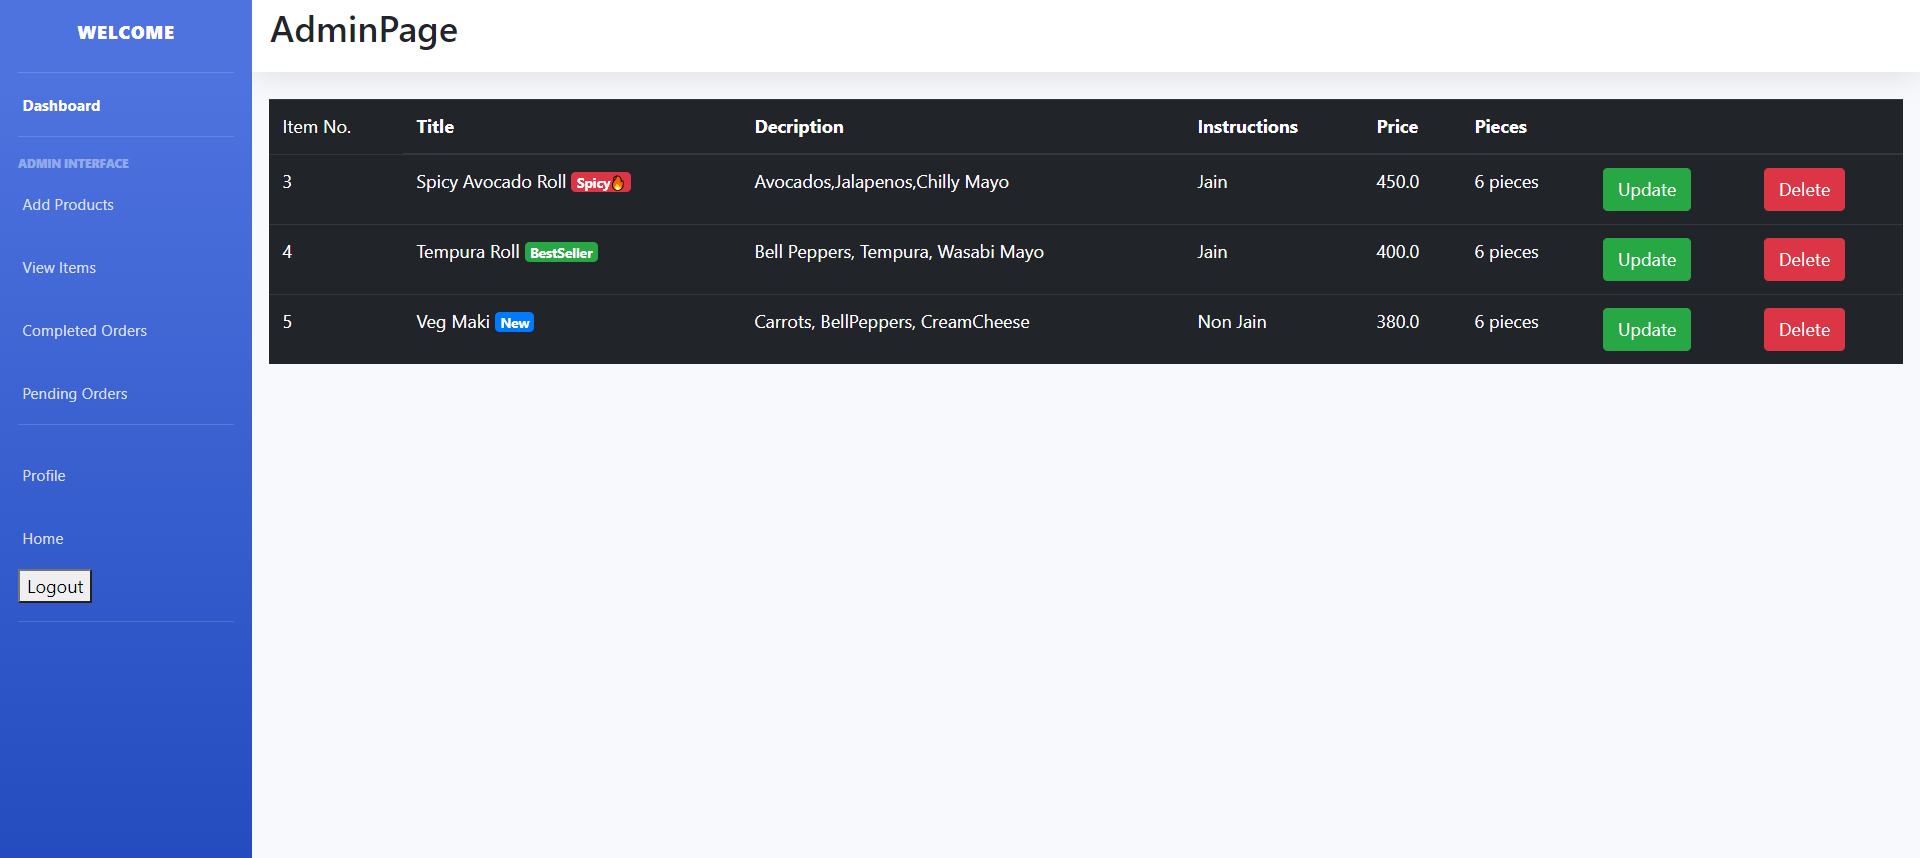 WELCOME
Dashboard
ADMIN INTERFACE
Add Products
View Items
Completed Orders
Pending Orders
Profile
Home
Logout
AdminPage
Item No. Title Decription Instructions Price Pieces
3 Spicy Avocado Roll Spicy🔥 Avocados,Jalapenos,Chilly Mayo Jain 450.0 6 pieces Update Delete
4 Tempura Roll BestSeller Bell Peppers, Tempura, Wasabi Mayo Jain 400.0 6 pieces Update Delete
5 Veg Maki New Carrots, BellPeppers, CreamCheese Non Jain 380.0 6 pieces Update Delete